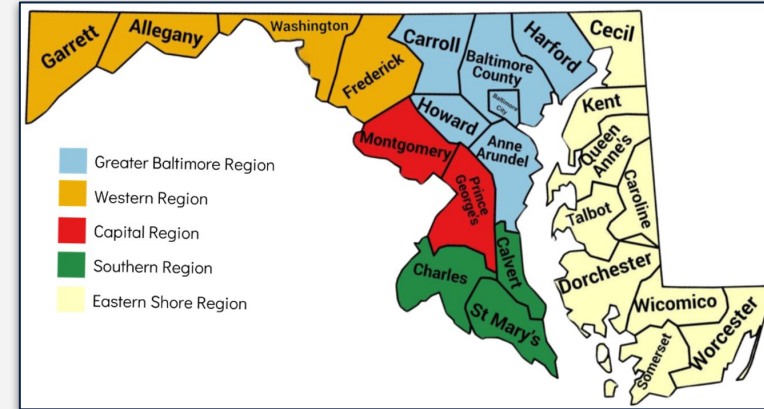 Garrett
Allegany
Washington
Frederick
Carroll
Baltimore
County
Baltimore
City
Harford
Cecil
Howard
Anne
Arundel
Kent
Queen
Anne's
Montgomery
Prince
George's
Caroline
Talbot
Calvert
Charles
St Mary's
Dorchester
Wicomico
Somerset
Worcester
Greater Baltimore Region
Western Region
Capital Region
Southern Region
Eastern Shore Region